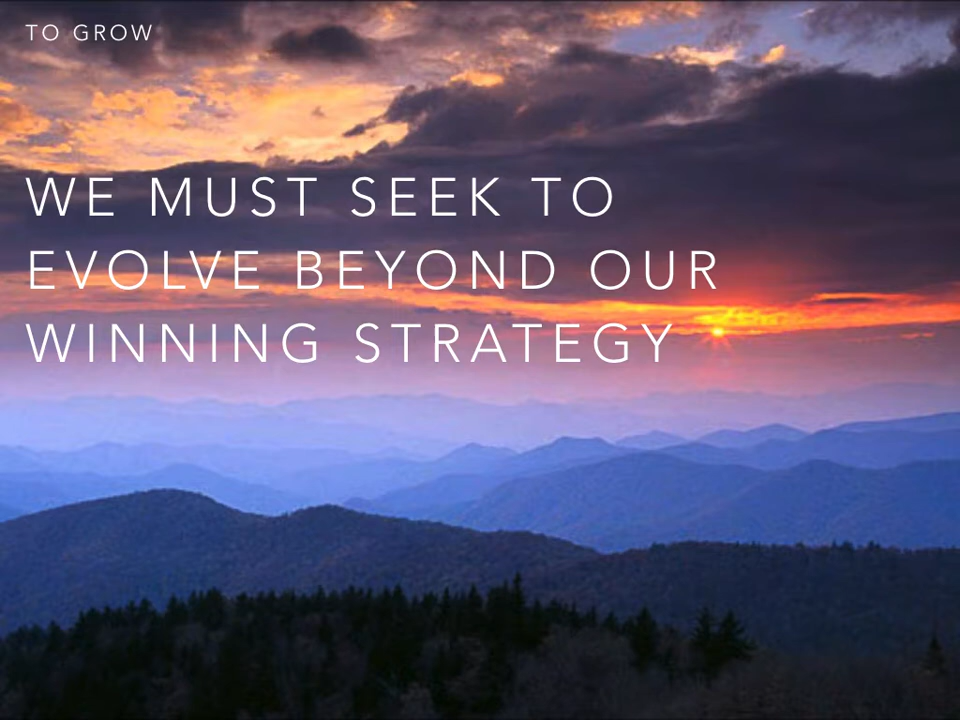 TO GROW
WE MUST SEEK TO
EVOLVE BEYOND OUR
WINNING STRATEGY